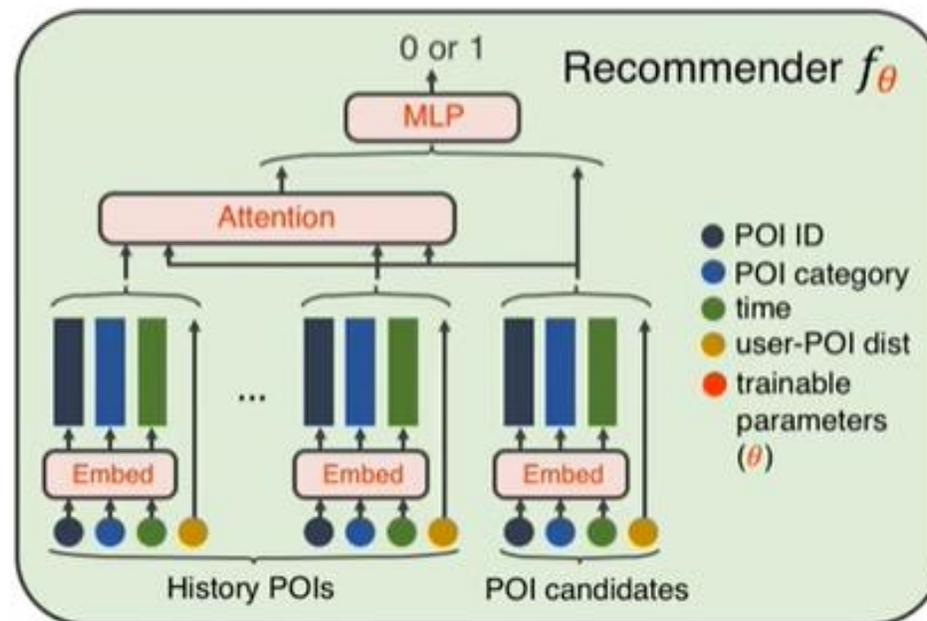 0 or 1
Recommender fθ
MLP
Attention
POI ID
POI category
time
user-POI dist
trainable
parameters
(θ)
...
Embed
Embed
Embed
History POIs
POI candidates